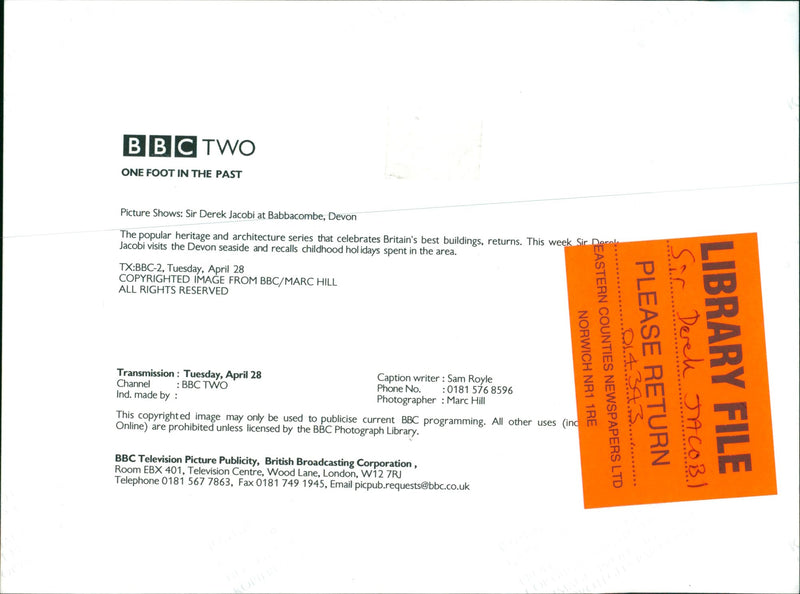 BBC TWO
ONE FOOT IN THE PAST
Picture Shows: Sir Derek Jacobi at Babbacombe, Devon
The popular heritage and architecture series that celebrates Britain's best buildings, returns. This week Sir Derek
Jacobi visits the Devon seaside and recalls childhood holidays spent in the area.
TX:BBC-2, Tuesday, April 28
COPYRIGHTED IMAGE FROM BBC/MARC HILL
ALL RIGHTS RESERVED
Transmission : Tuesday, April 28
Channel : BBC TWO
Ind. made by :
Caption writer : Sam Royle
Phone No. : 0181 576 8596
Photographer : Marc Hill
This copyrighted image may only be used to publicise current BBC programming. All other uses (inc
Online) are prohibited unless licensed by the BBC Photograph Library.
BBC Television Picture Publicity, British Broadcasting Corporation ,
Room EBX 401, Television Centre, Wood Lane, London, W12 7RJ
Telephone 0181 567 7863, Fax 0181 749 1945, Email picpub.requests@bbc.co.uk
LIBRARY FILE
Sir Derek JACOBI
PLEASE RETURN
EASTERN COUNTIES NEWSPAPERS LTD
NORWICH NR1 1RE